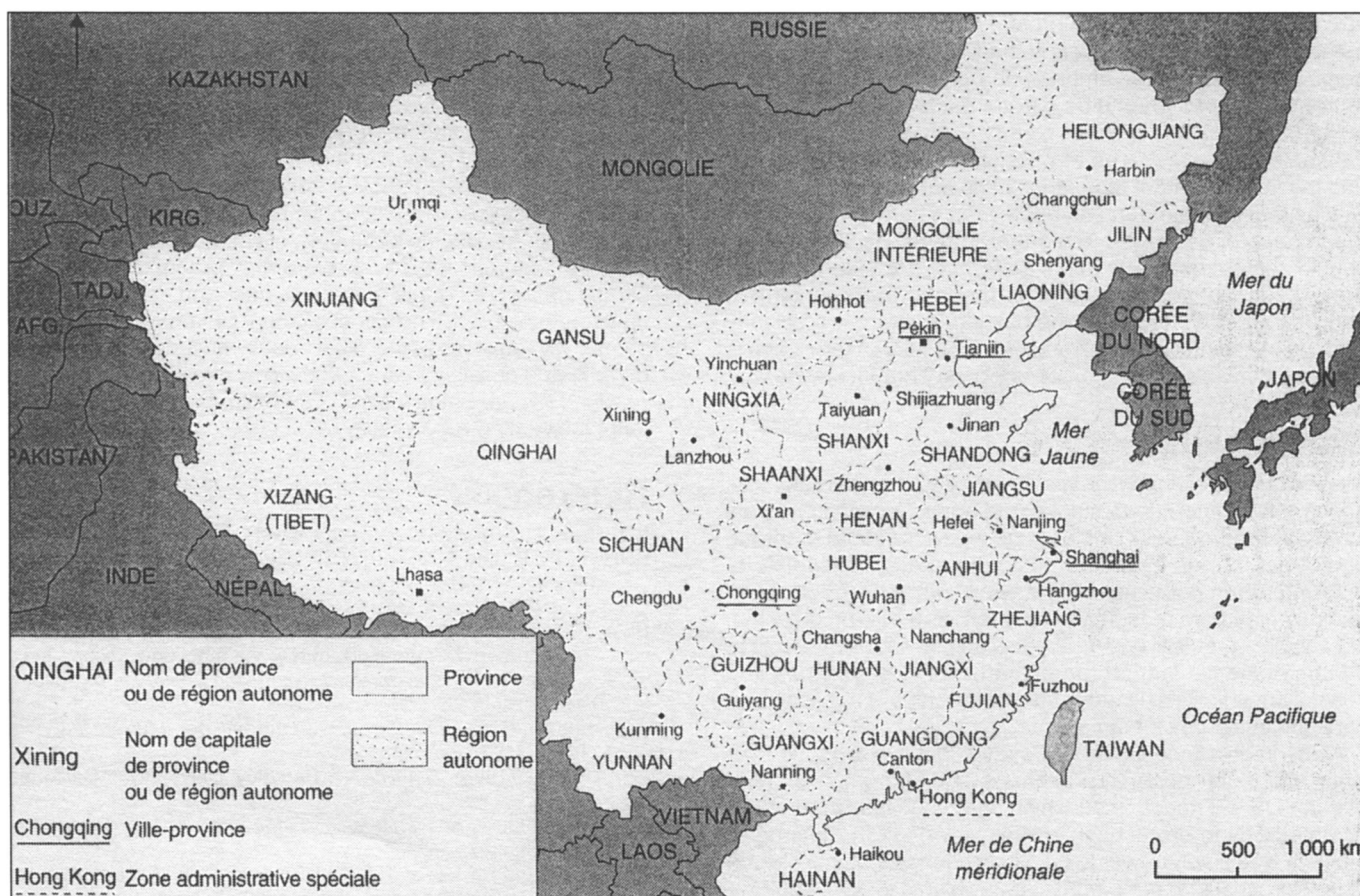 RUSSIE
KAZAKHSTAN
MONGOLIE
HEILONGJIANG
Harbin
Ur mqi
Changchun
OUZ.
KIRG.
JILIN
MONGOLIE
INTÉRIEURE
Shenyang
TADJ.
XINJIANG
Hohhot
HEBEI
LIAONING
Mer du
Japon
AFG.
GANSU
Pékin
Tianjin
CORÉE
DU NORD
Yinchuan
NINGXIA
Shijiazhuang
JAPON
CORÉE
DU SUD
Xining
Taiyuan
Jinan
Mer
Jaune
PAKISTAN
QINGHAI
Lanzhou
SHANXI
SHANDONG
SHAANXI
Zhengzhou
JIANGSU
XIZANG
(TIBET)
Xi'an
HENAN
Hefei
Nanjing
SICHUAN
HUBEI
ANHUI
Shanghai
INDE
NÉPAL
Lhasa
Chengdu
Chongqing
Wuhan
Hangzhou
ZHEJIANG
Changsha
Nanchang
GUIZHOU
HUNAN
JIANGXI
Guiyang
FUJIAN
Fuzhou
Kunming
Océan Pacifique
GUANGXI
GUANGDONG
TAIWAN
YUNNAN
Canton
Nanning
Hong Kong
VIETNAM
LAOS
Haikou
HAINAN
Mer de Chine
méridionale
0 500 1 000 km
QINGHAI Nom de province
ou de région autonome
Province
Xining Nom de capitale
de province
ou de région autonome
Région
autonome
Chongqing Ville-province
Hong Kong Zone administrative spéciale